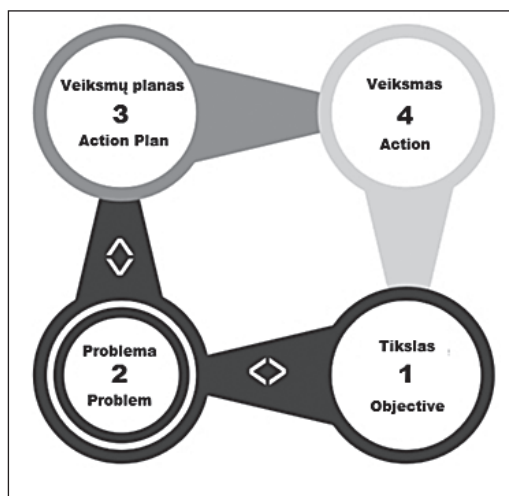 Veiksmų planas
3
Action Plan
Veiksmas
4
Action
Problema
2
Problem
Tikslas
1
Objective